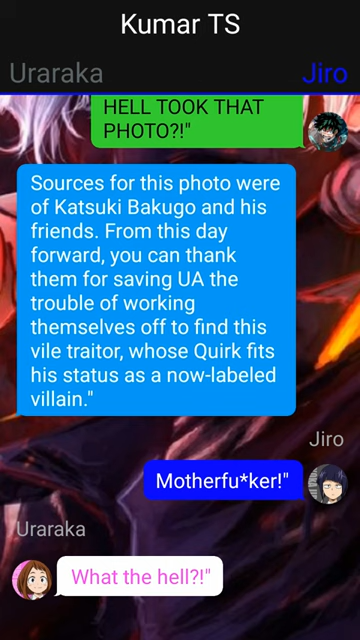 Kumar TS
Uraraka
Jiro
HELL TOOK THAT
PHOTO?!"
Sources for this photo were
of Katsuki Bakugo and his
friends. From this day
forward, you can thank
them for saving UA the
trouble of working
themselves off to find this
vile traitor, whose Quirk fits
his status as a now-labeled
villain."
Jiro
Motherfu*ker!"
Uraraka
What the hell?!"